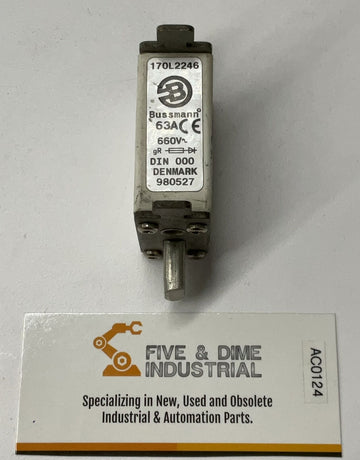 170L2246
B
Bussmann
63A CE
660V~
gR
DIN 000
DENMARK
980527
FIVE & DIME
INDUSTRIAL
AC0124
Specializing in New, Used and Obsolete
Industrial & Automation Parts.